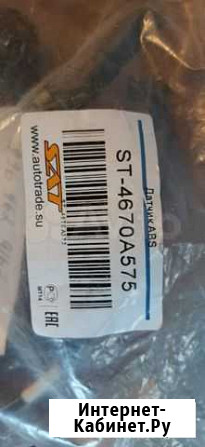 Датчик ABS
ST-4670A575
SAT
www.autotrade.su
EAC
Интернет-
Кабинет.Ру